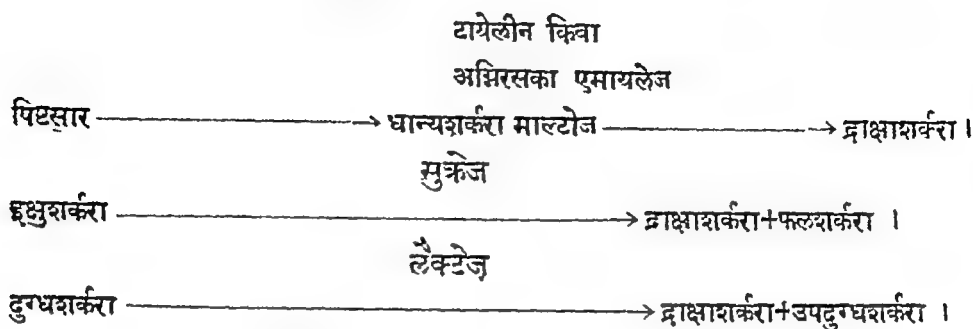 टायेलीन किंवा
अग्निरसका एमायलेज
पिष्टसार ⟶ धान्यशर्करा माल्टोज ⟶ द्राक्षाशर्करा ।
सुक्रेज
इक्षुशर्करा ⟶ द्राक्षाशर्करा+फलशर्करा ।
लैक्टेज़
दुग्धशर्करा ⟶ द्राक्षाशर्करा+उपदुग्धशर्करा ।